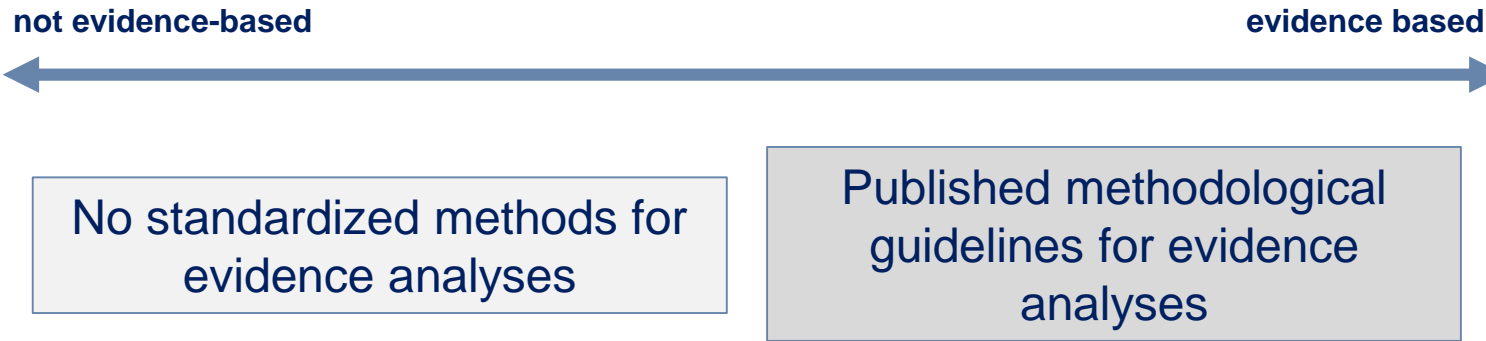 not evidence-based
evidence based
No standardized methods for
evidence analyses
Published methodological
guidelines for evidence
analyses